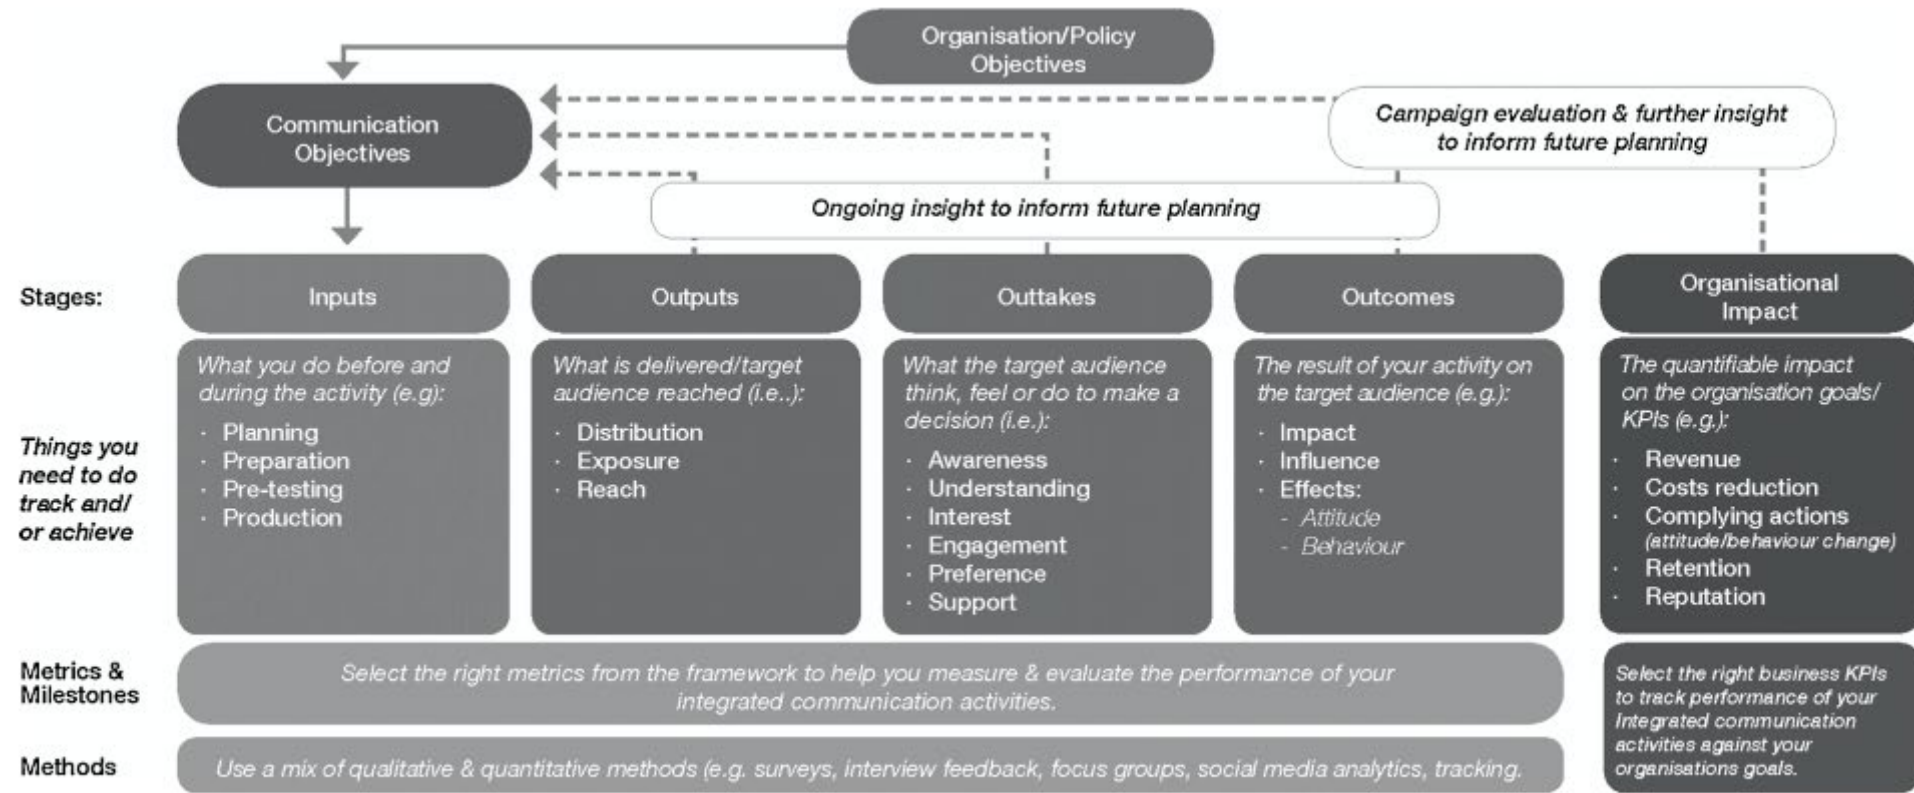 Organisation/Policy
Objectives
Communication
Objectives
Campaign evaluation & further insight
to inform future planning
Ongoing insight to inform future planning
Stages:
Inputs
Outputs
Outtakes
Outcomes
Organisational
Impact
Things you
need to do
track and/
or achieve
What you do before and
during the activity (e.g):
· Planning
· Preparation
· Pre-testing
· Production
What is delivered/target
audience reached (i.e..):
· Distribution
· Exposure
· Reach
What the target audience
think, feel or do to make a
decision (i.e.):
· Awareness
· Understanding
· Interest
· Engagement
· Preference
· Support
The result of your activity on
the target audience (e.g.):
· Impact
· Influence
· Effects:
- Attitude
- Behaviour
The quantifiable impact
on the organisation goals/
KPIs (e.g.):
· Revenue
· Costs reduction
· Complying actions
(attitude/behaviour change)
· Retention
· Reputation
Metrics &
Milestones
Select the right metrics from the framework to help you measure & evaluate the performance of your
integrated communication activities.
Select the right business KPIs
to track performance of your
Integrated communication
activities against your
organisations goals.
Methods
Use a mix of qualitative & quantitative methods (e.g. surveys, interview feedback, focus groups, social media analytics, tracking.